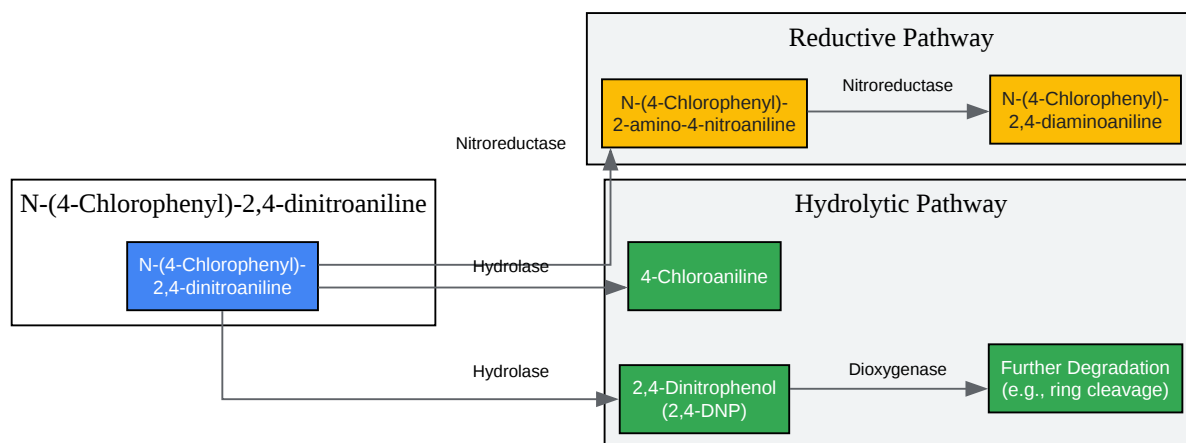 Reductive Pathway
N-(4-Chlorophenyl)-
2-amino-4-nitroaniline
Nitroreductase
N-(4-Chlorophenyl)-
2,4-diaminoaniline
Nitroreductase
N-(4-Chlorophenyl)-2,4-dinitroaniline
N-(4-Chlorophenyl)-
2,4-dinitroaniline
Hydrolytic Pathway
Hydrolase
4-Chloroaniline
Hydrolase
2,4-Dinitrophenol
(2,4-DNP)
Dioxygenase
Further Degradation
(e.g., ring cleavage)